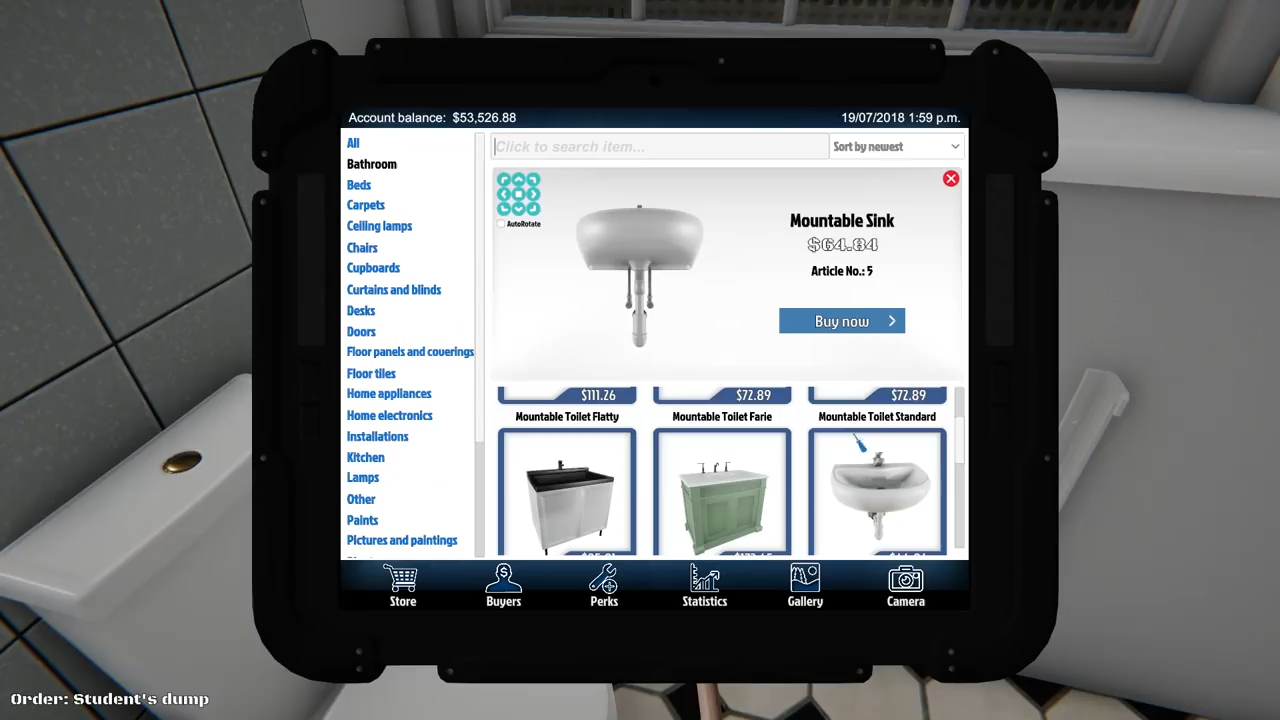 Account balance: $53,526.88
19/07/2018 1:59 p.m.
All
Bathroom
Beds
Carpets
Ceiling lamps
Chairs
Cupboards
Curtains and blinds
Desks
Doors
Floor panels and coverings
Floor tiles
Home appliances
Home electronics
Installations
Kitchen
Lamps
Other
Paints
Pictures and paintings
Click to search item...
Sort by newest
AutoRotate
Mountable Sink
$64.84
Article No.: 5
Buy now
$111.26
$72.89
$72.89
Mountable Toilet Flatty
Mountable Toilet Farie
Mountable Toilet Standard
Store
Buyers
Perks
Statistics
Gallery
Camera
Order: Student's dump